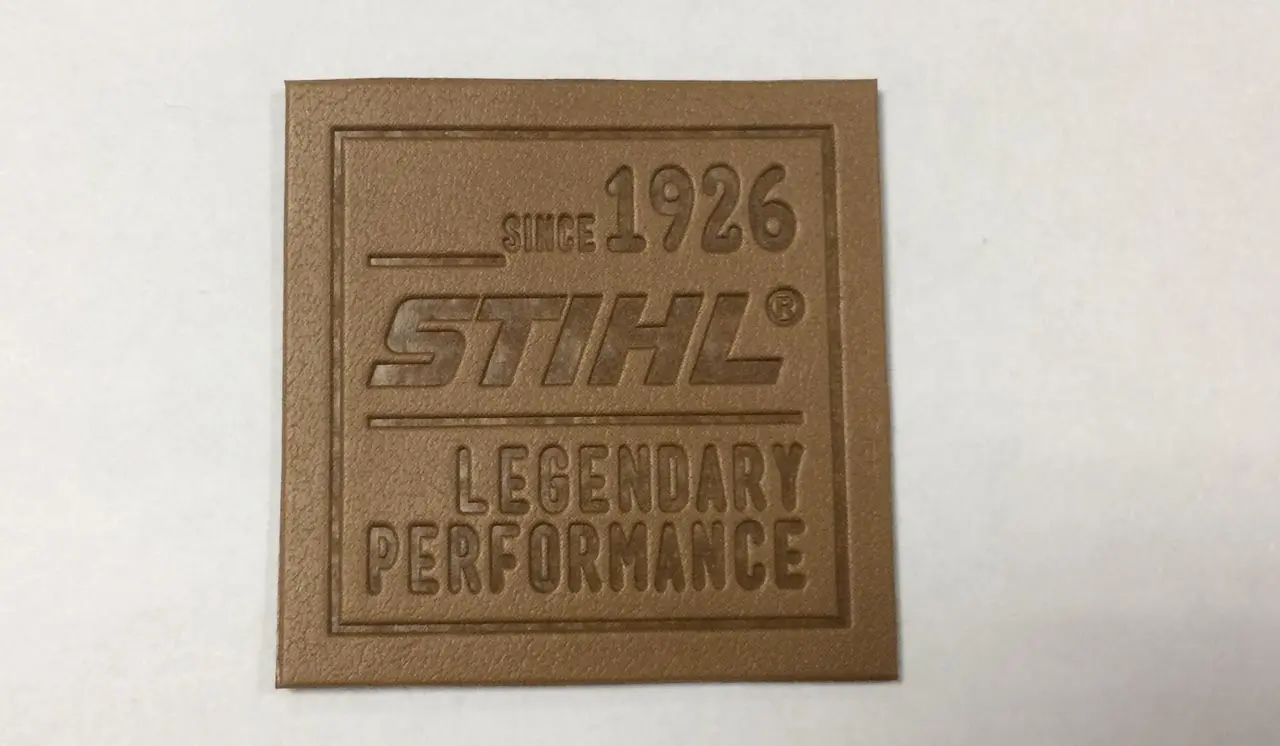 SINCE 1926
STIHL®
LEGENDARY
PERFORMANCE